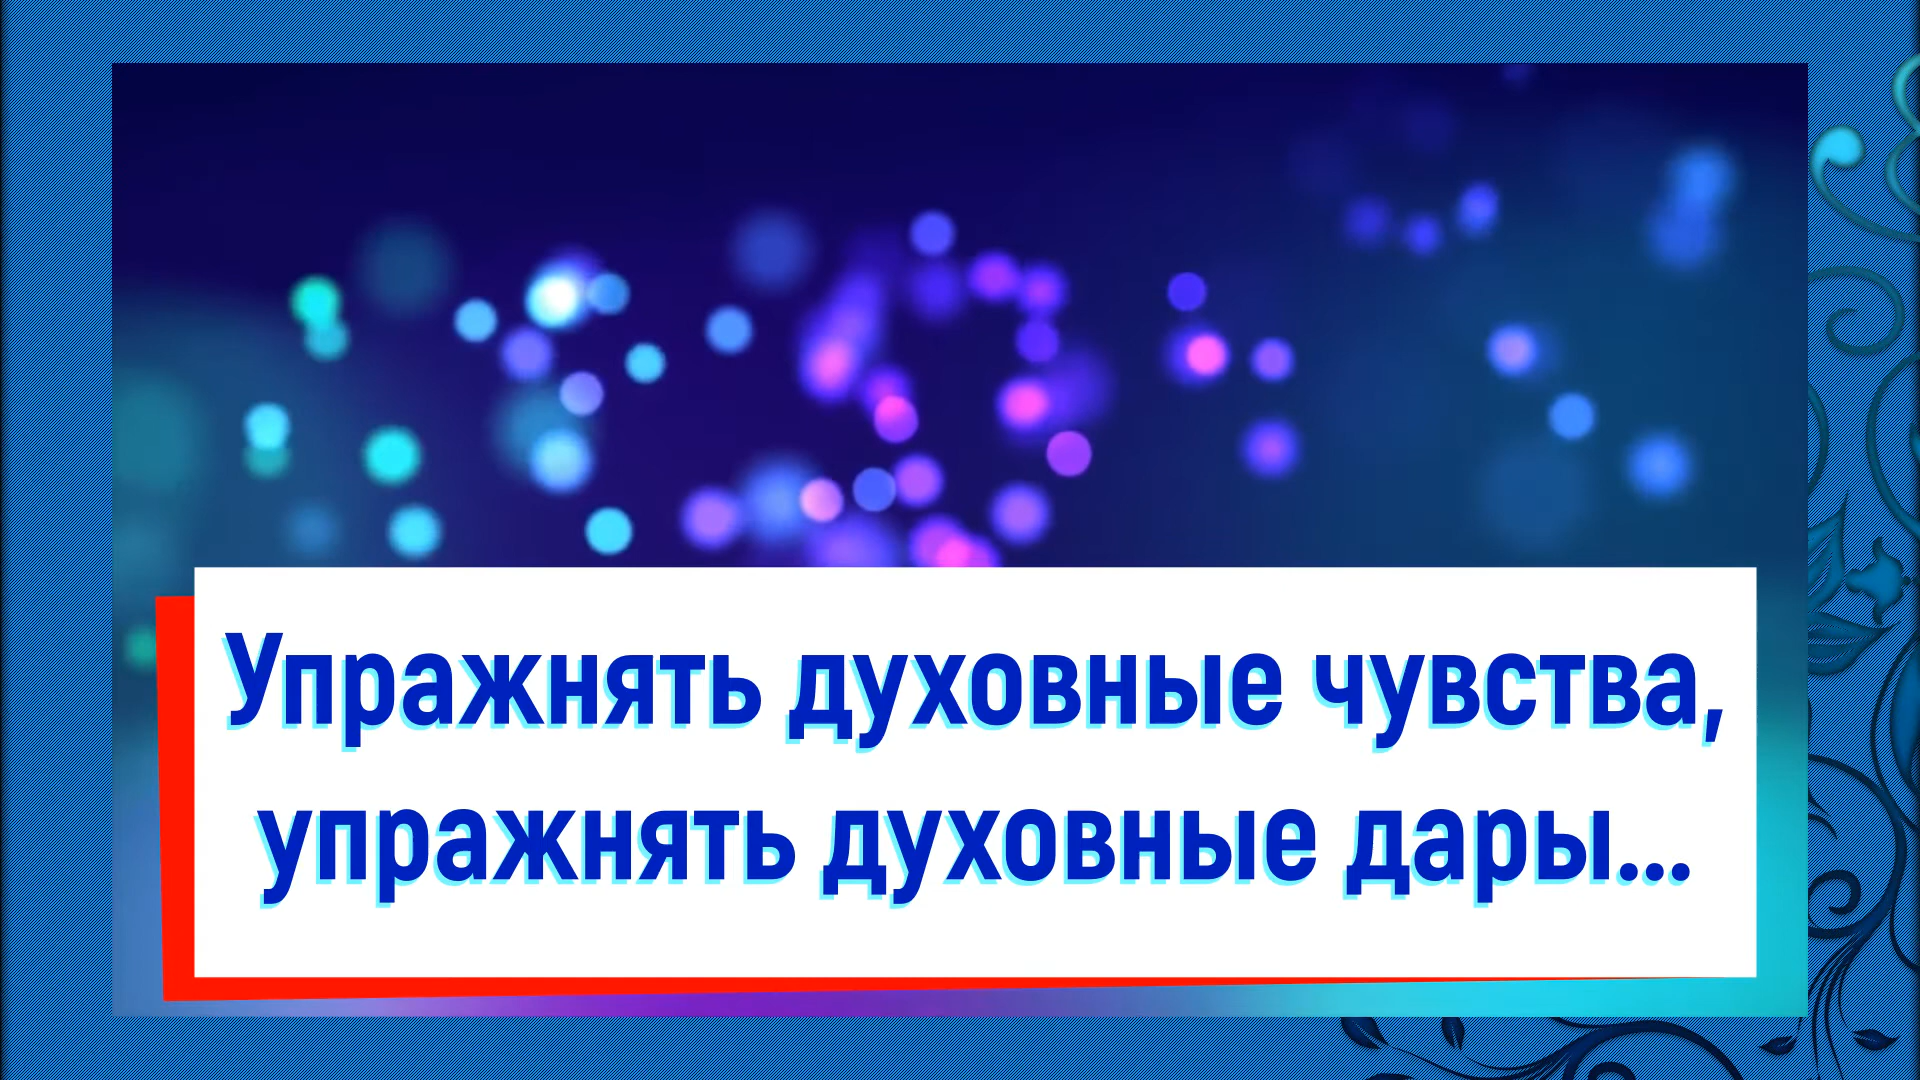 Упражнять духовные чувства,
упражнять духовные дары...